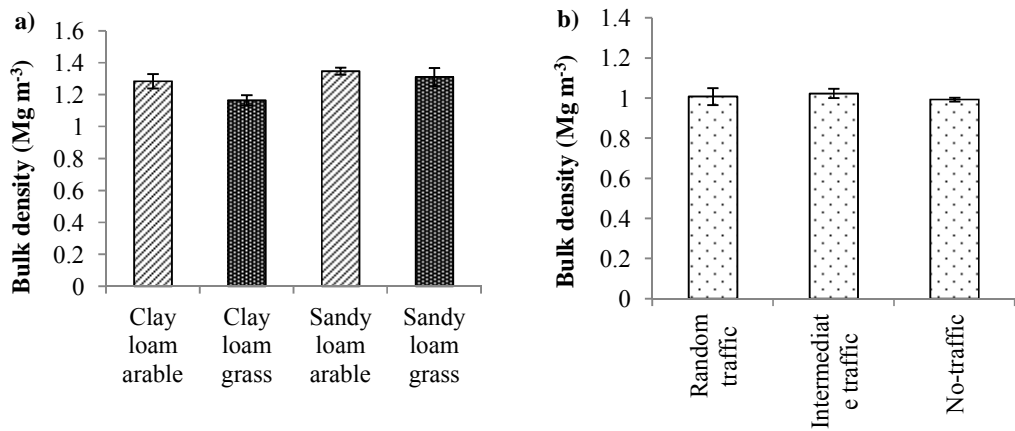 a)
Bulk density (Mg m-3)
1.6
1.4
1.2
1
0.8
0.6
0.4
0.2
0
Clay
loam
arable
Clay
loam
grass
Sandy
loam
arable
Sandy
loam
grass
b)
Bulk density (Mg m-3)
1.4
1.2
1
0.8
0.6
0.4
0.2
0
Random
traffic
Intermediat
e traffic
No-traffic